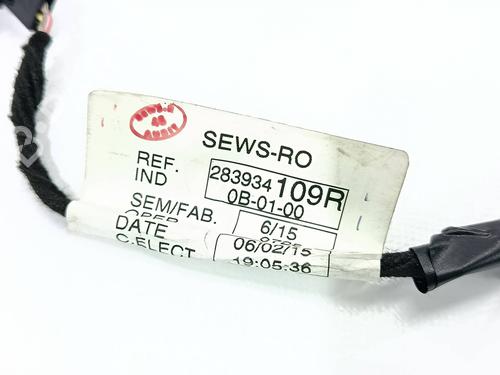 SEWS-RO
REF. 283934109R
IND 0B-01-00
SEM/FAB. 6/15
OPER
DATE 06/02/15
C.ELECT 19:05:36